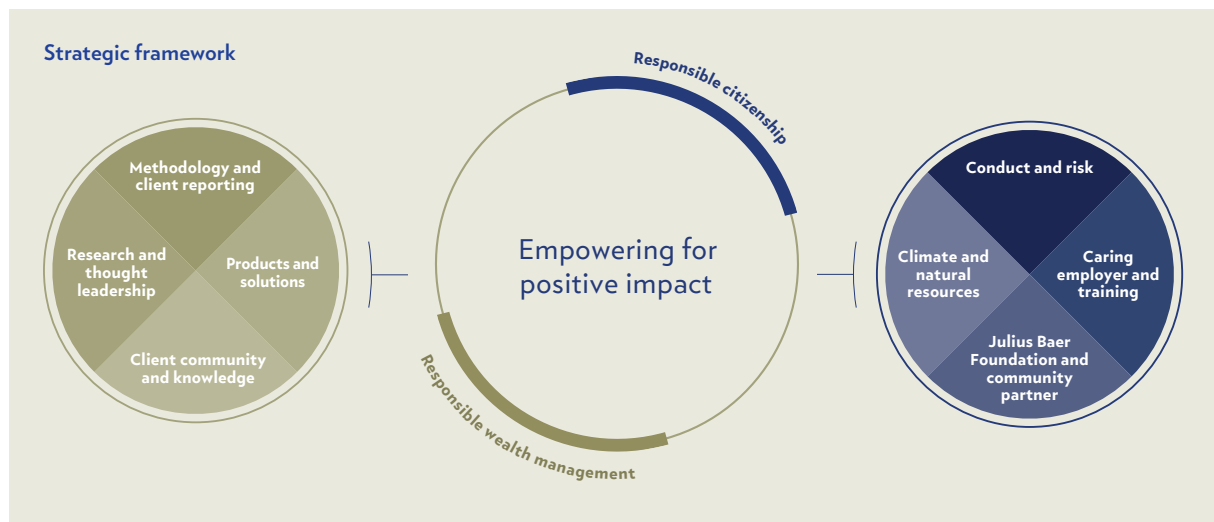 Strategic framework
Methodology and
client reporting
Research and
thought
leadership
Products and
solutions
Client community
and knowledge
Responsible citizenship
Empowering for
positive impact
Responsible wealth management
Conduct and risk
Climate and
natural
resources
Caring
employer and
training
Julius Baer
Foundation and
community
partner